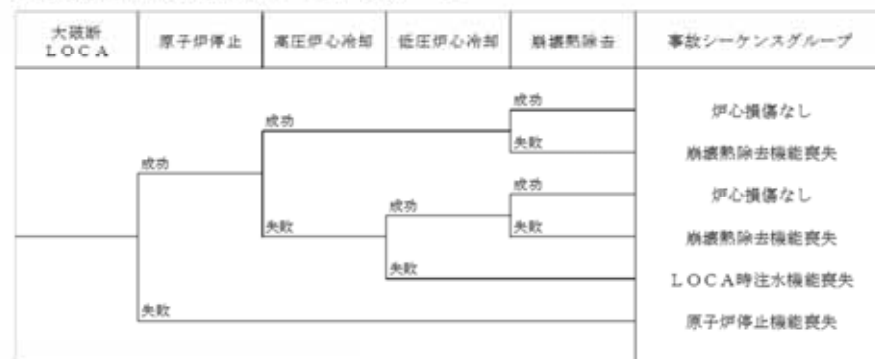 大破断
LOCA
原子炉停止
高圧炉心冷却
低圧炉心冷却
崩壊熱除去
事故シーケンスグループ
成功
炉心損傷なし
成功
失敗
崩壊熱除去機能喪失
成功
成功
炉心損傷なし
成功
失敗
失敗
崩壊熱除去機能喪失
失敗
LOCA時注水機能喪失
失敗
原子炉停止機能喪失